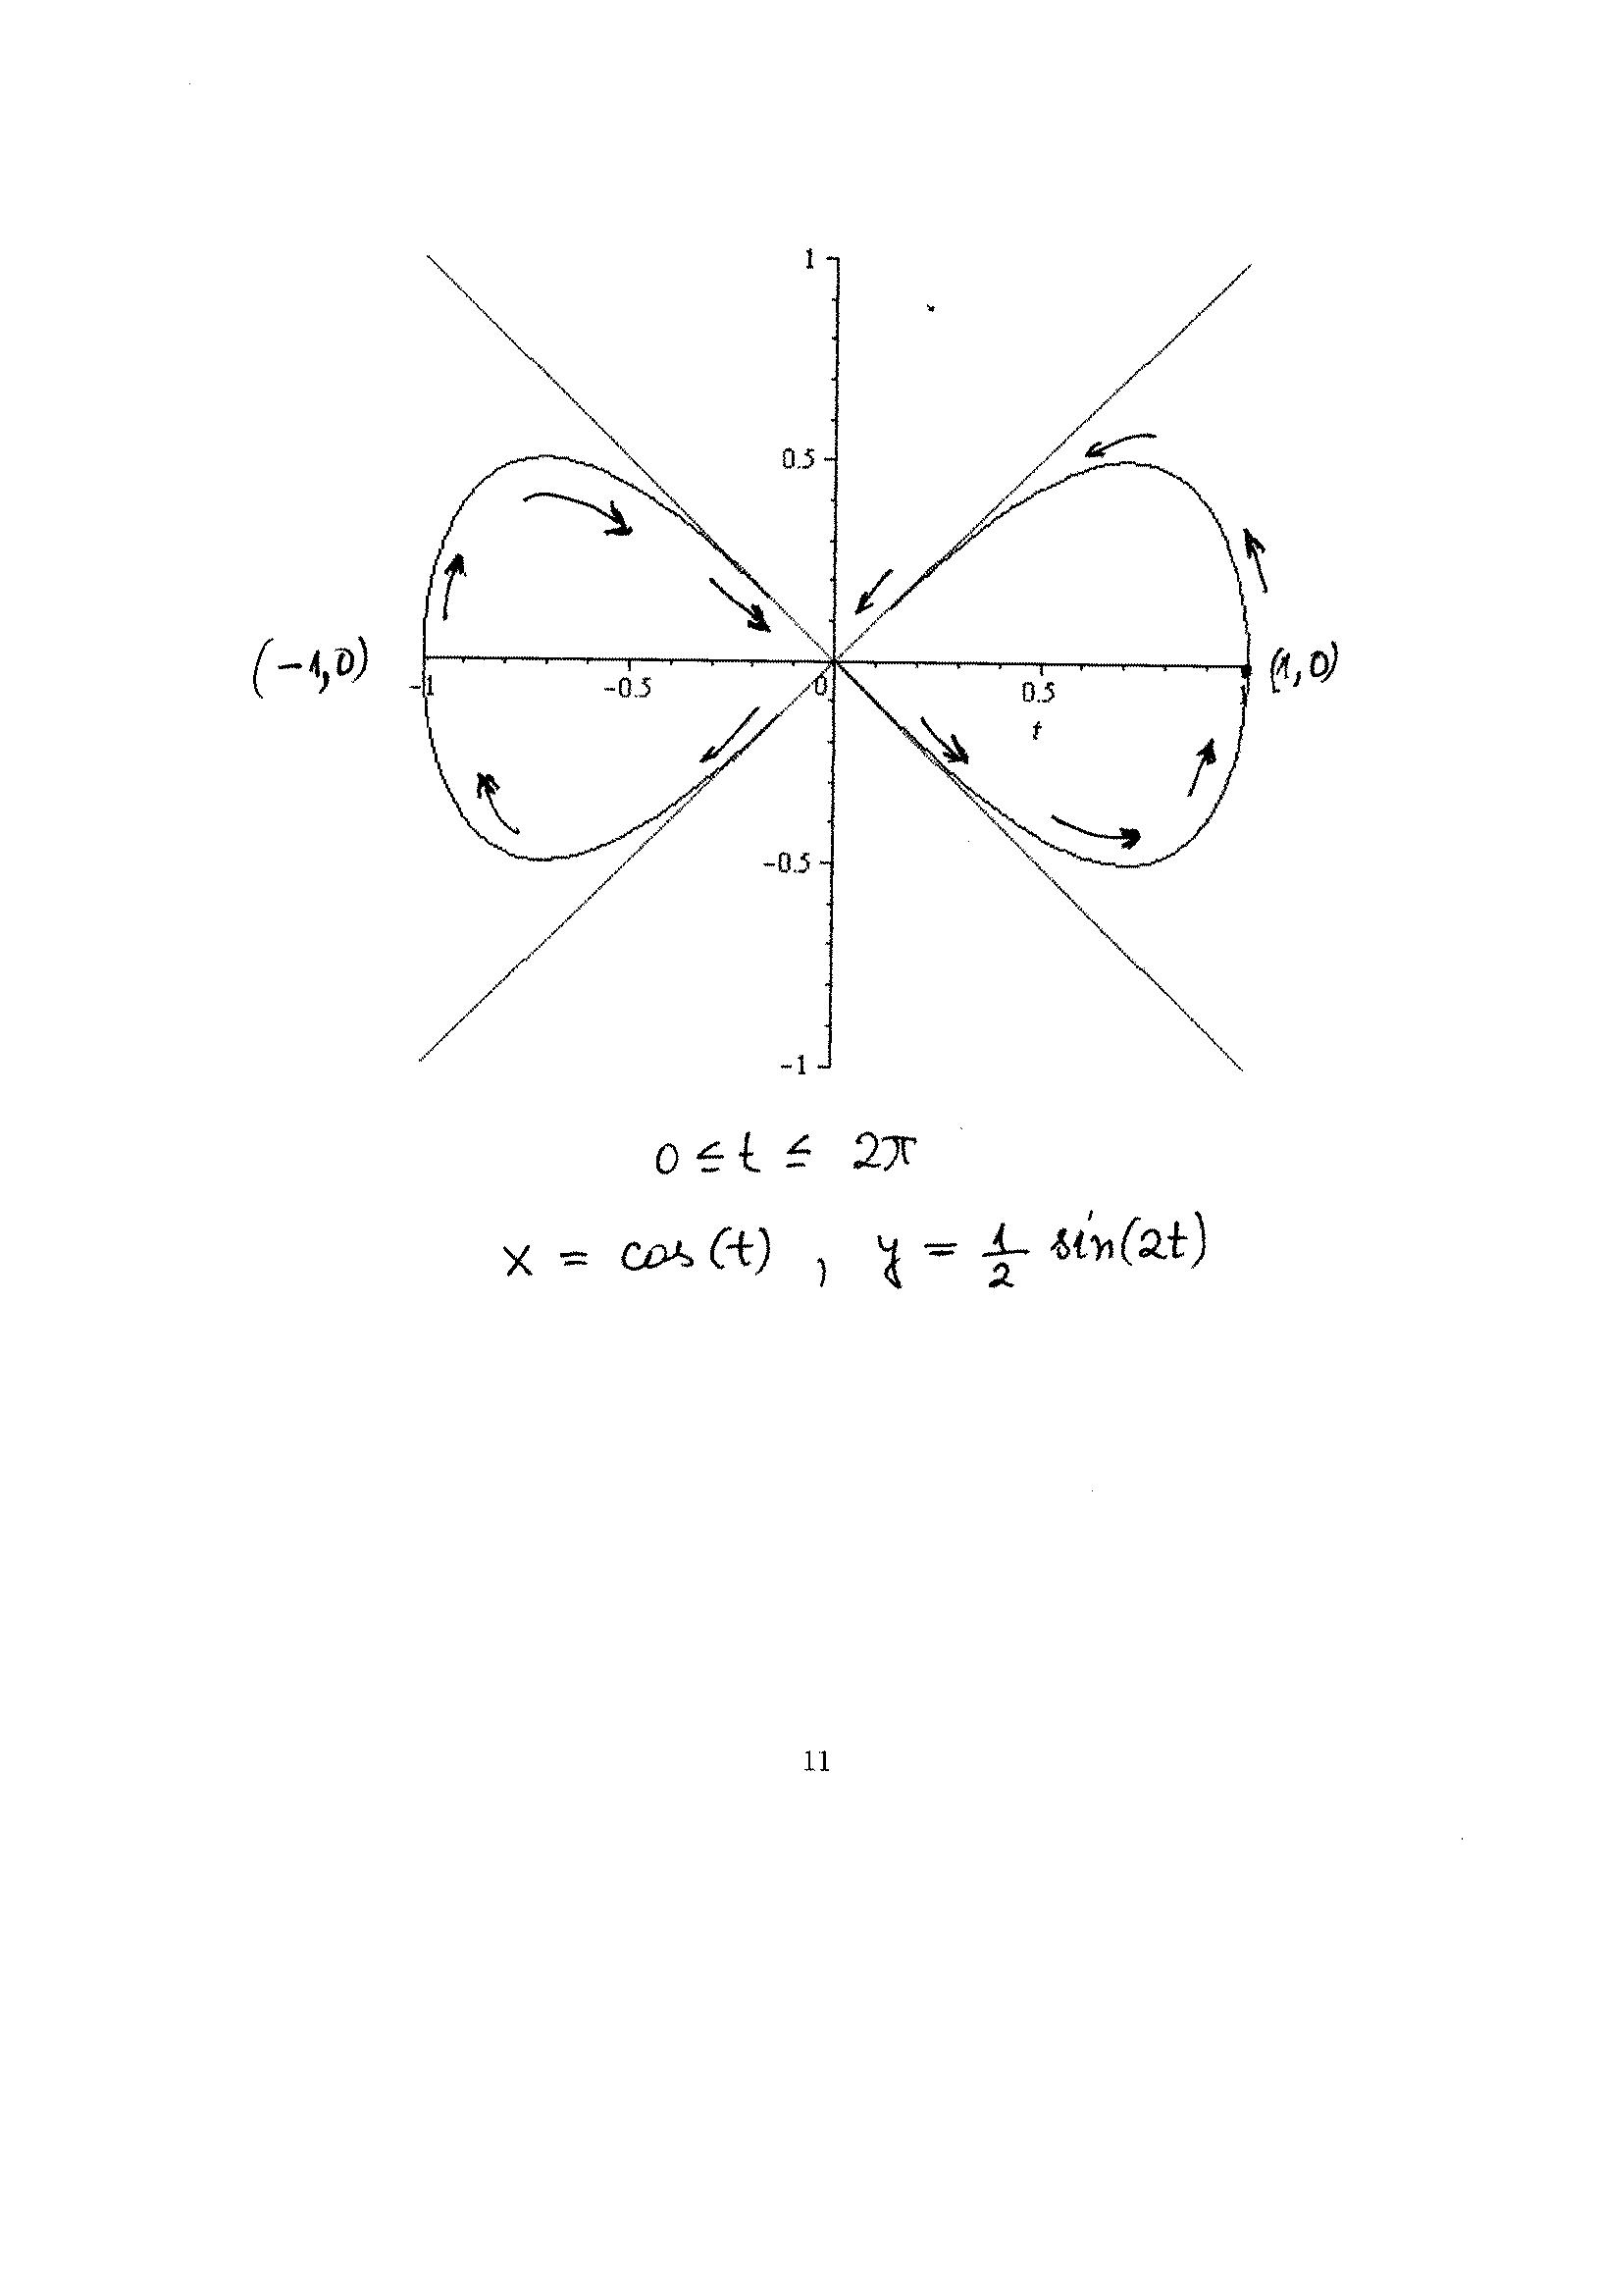 1
0.5
(-1,0) -1 -0.5 0 0.5 1 (1,0)
t
-0.5
-1
0 ≤ t ≤ 2π
x = cos(t) , y = 1/2 sin(2t)
11